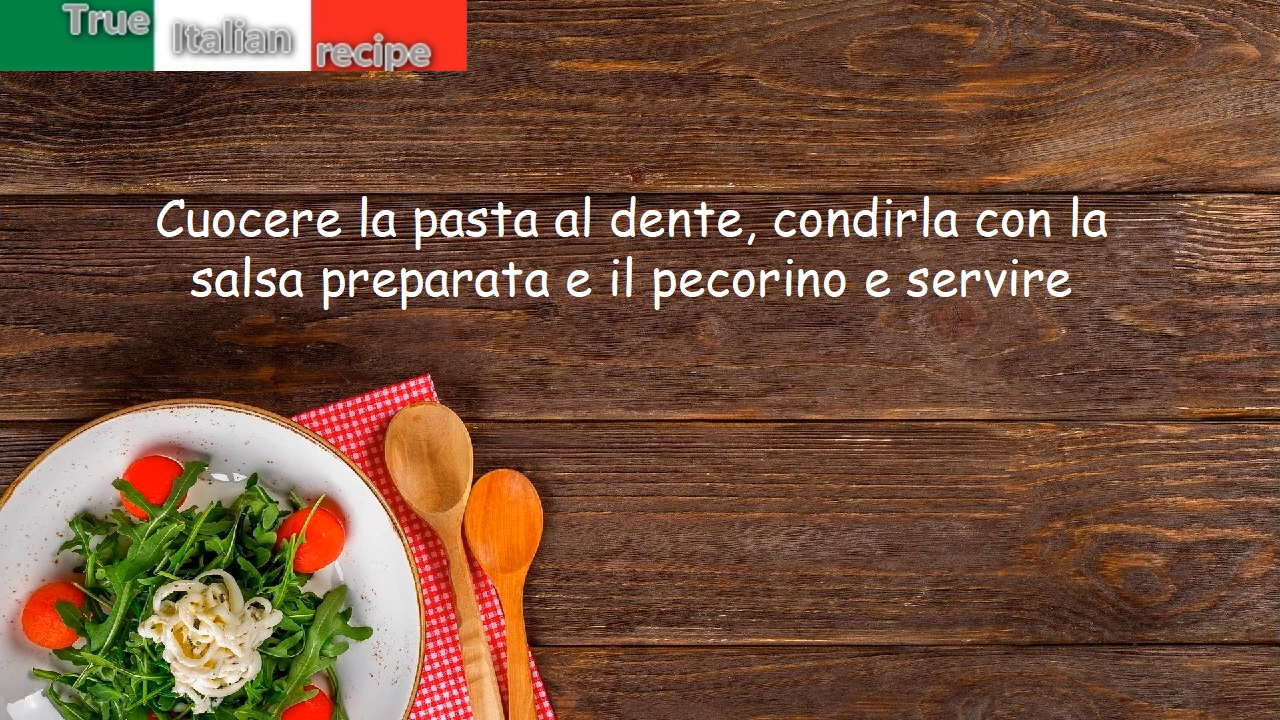 True Italian recipe
Cuocere la pasta al dente, condirla con la
salsa preparata e il pecorino e servire